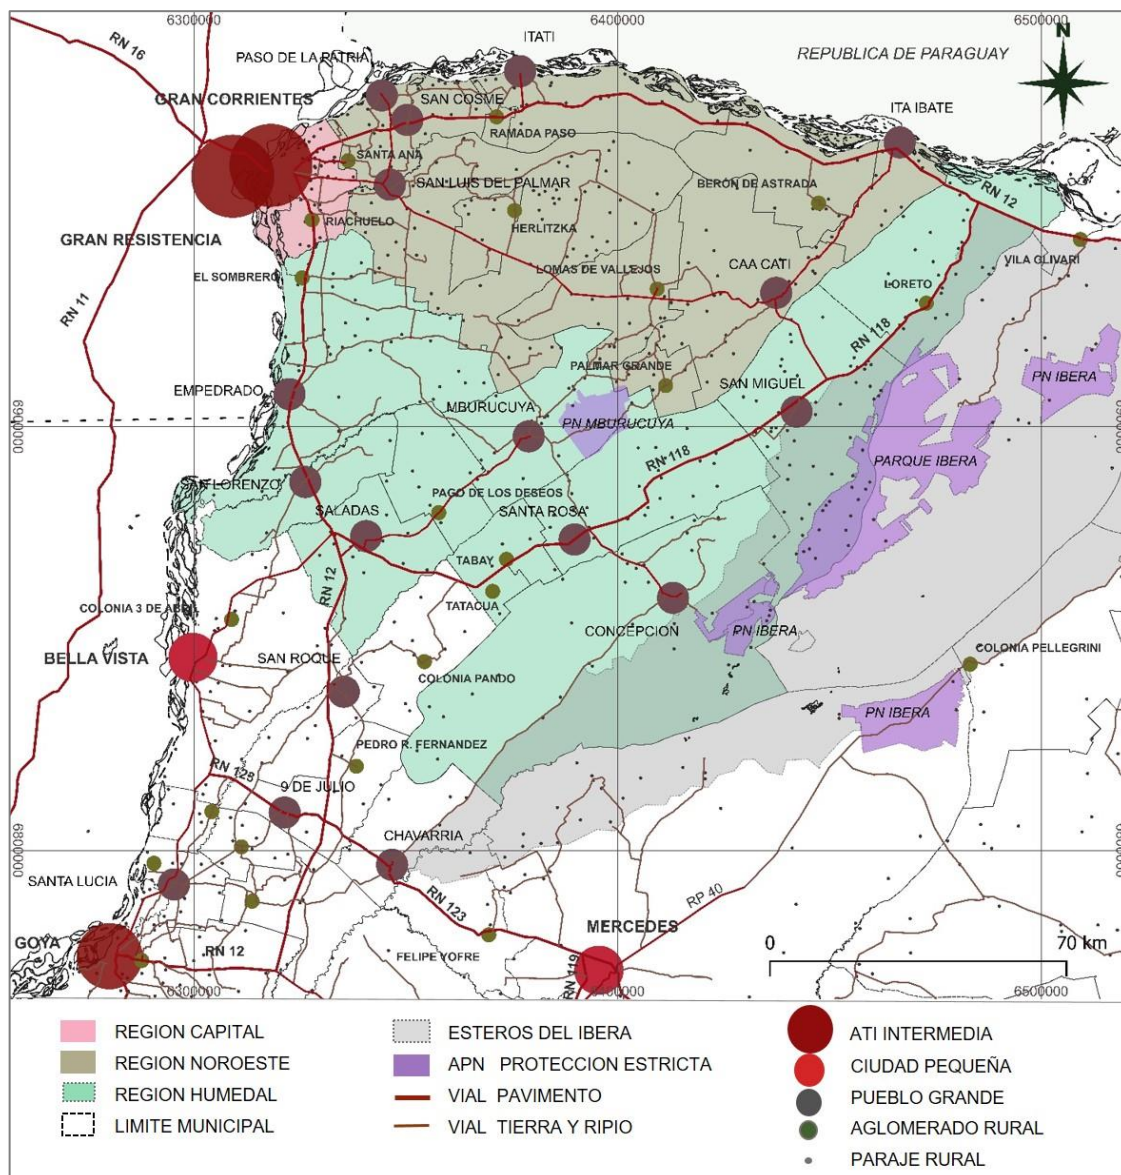 6300000
6400000
6500000
RN 16
ITATI
REPUBLICA DE PARAGUAY
N
PASO DE LA PATRIA
GRAN CORRIENTES
SAN COSME
ITA IBATE
RAMADA PASO
SANTA ANA
SAN LUIS DEL PALMAR
BERÓN DE ASTRADA
RN 12
RIACHUELO
HERLITZKA
GRAN RESISTENCIA
VILA OLIVARI
EL SOMBRERO
LOMAS DE VALLEJOS
CAA CATI
LORETO
RN 11
RN 118
PALMAR GRANDE
PN IBERA
EMPEDRADO
SAN MIGUEL
MBURUCUYA
PN MBURUCUYA
PARQUE IBERA
RN 118
SAN LORENZO
PAGO DE LOS DESEOS
SALADAS
SANTA ROSA
TABAY
RN 12
TATACUA
COLONIA 3 DE ABRIL
CONCEPCION
PN IBERA
BELLA VISTA
SAN ROQUE
COLONIA PELLEGRINI
COLONIA PANDO
PN IBERA
PEDRO R. FERNANDEZ
9 DE JULIO
CHAVARRIA
6800000
SANTA LUCIA
RN 123
RP 40
MERCEDES
GOYA
RN 12
FELIPE YOFRE
0
70 km
RN 119
6300000
6400000
6500000
REGION CAPITAL
REGION NOROESTE
REGION HUMEDAL
LIMITE MUNICIPAL
ESTEROS DEL IBERA
APN PROTECCION ESTRICTA
VIAL PAVIMENTO
VIAL TIERRA Y RIPIO
ATI INTERMEDIA
CIUDAD PEQUEÑA
PUEBLO GRANDE
AGLOMERADO RURAL
PARAJE RURAL